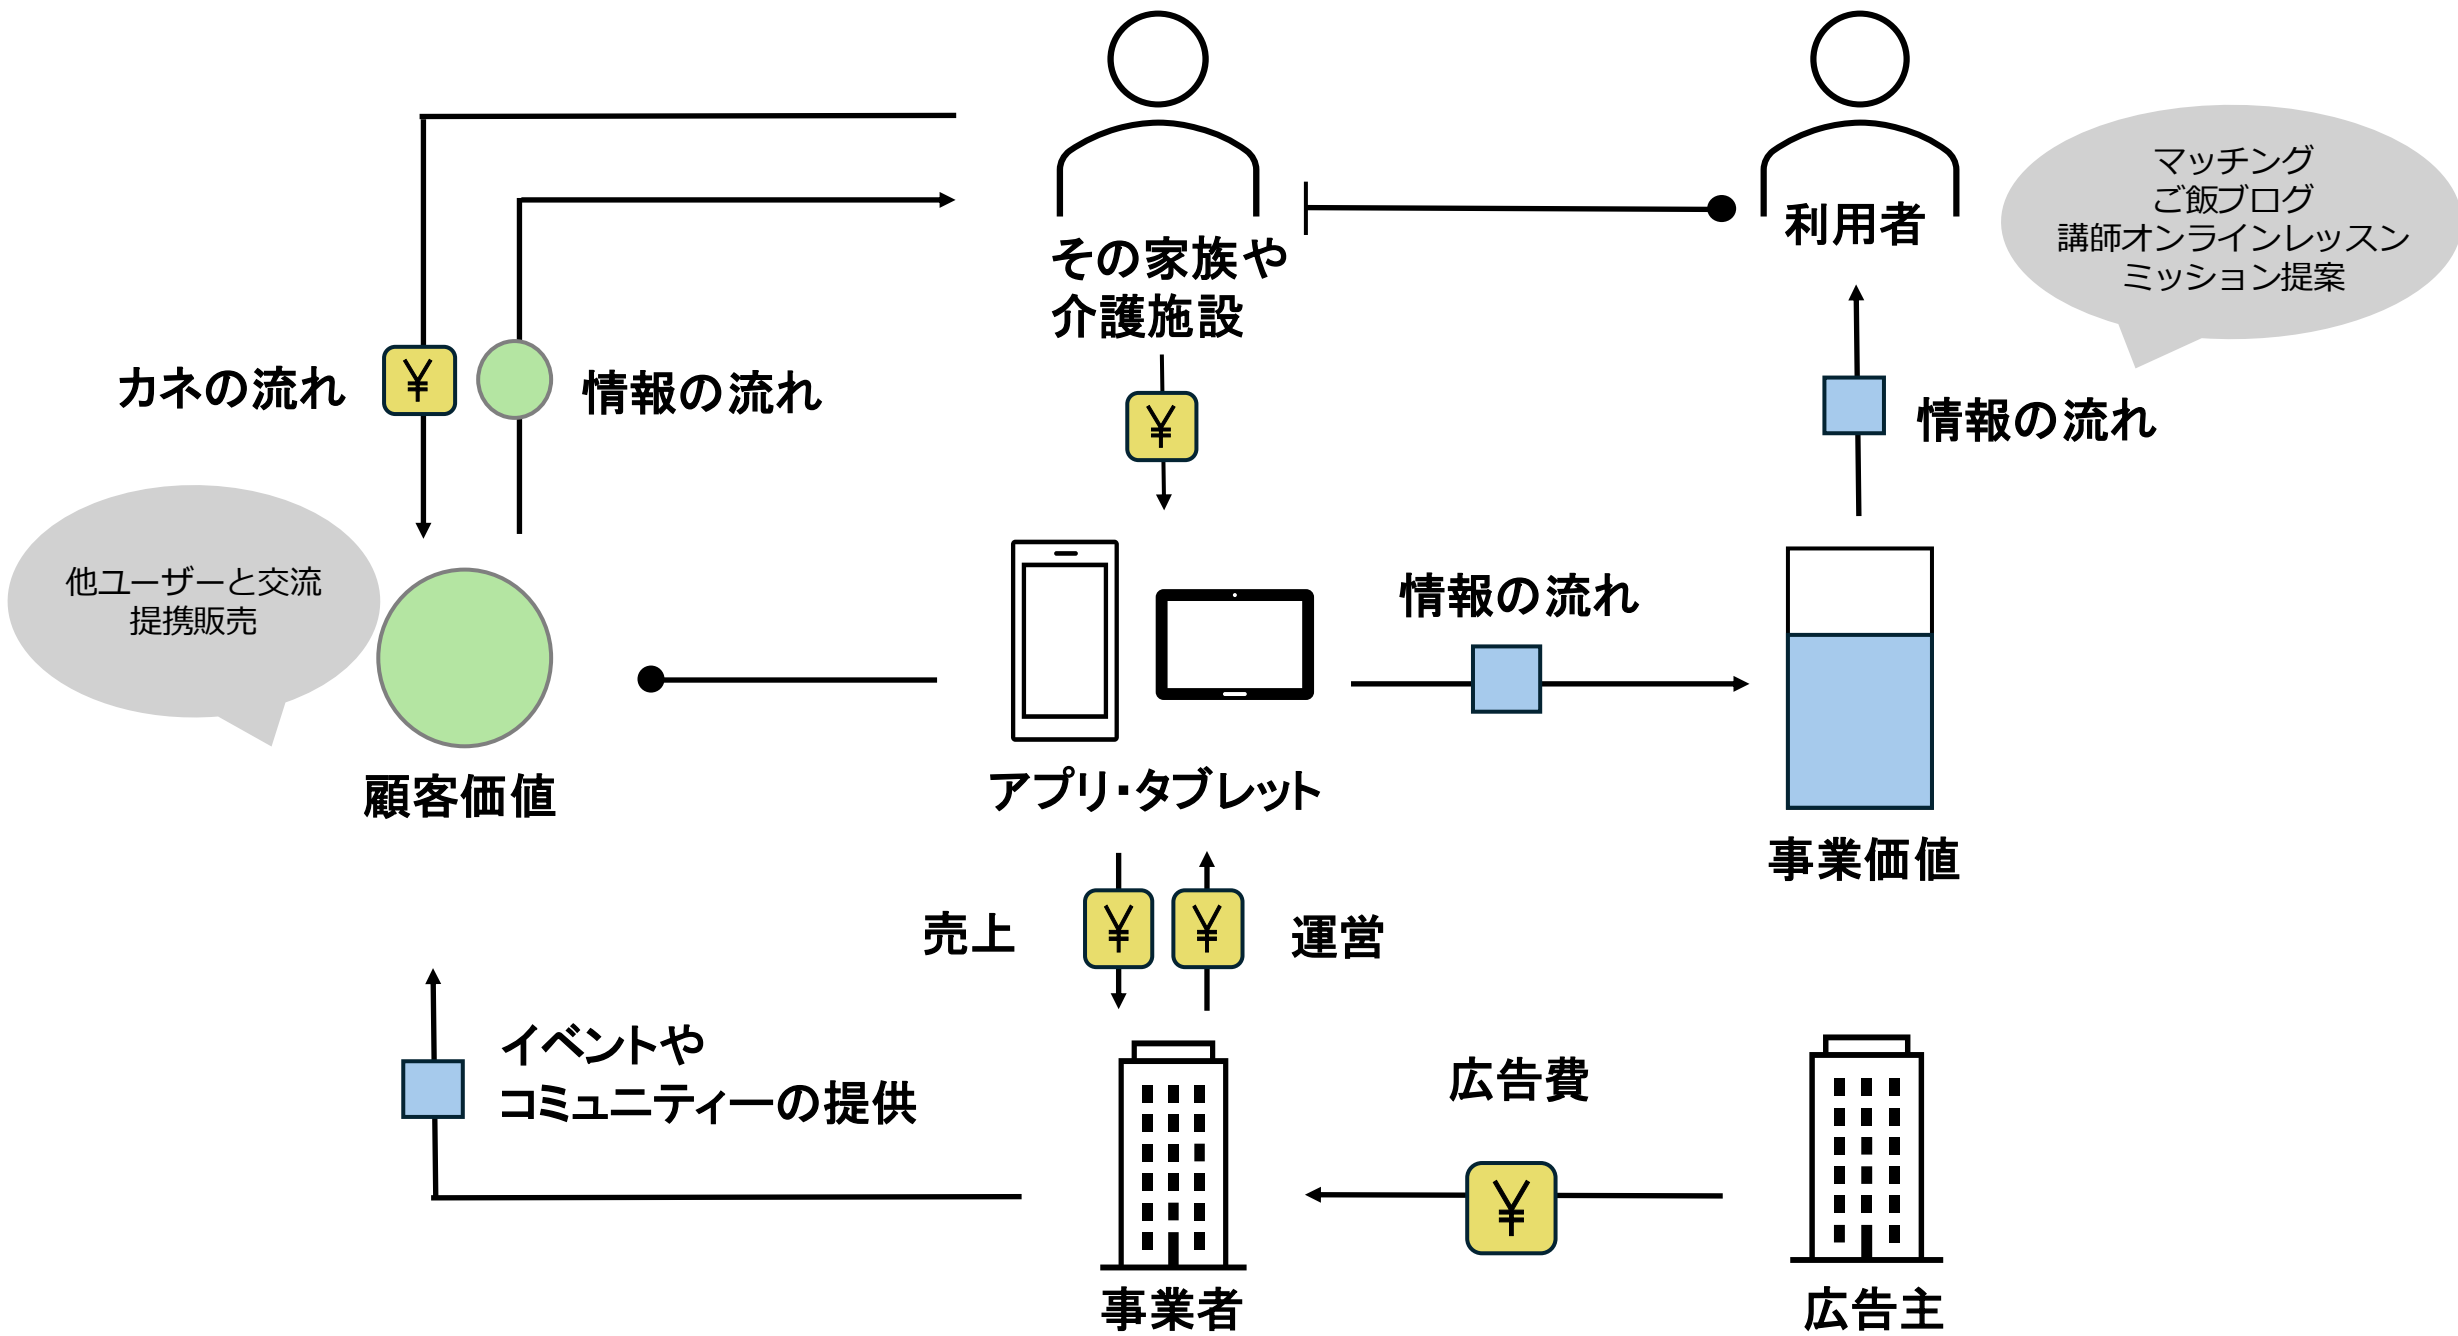 マッチング
ご飯ブログ
講師オンラインレッスン
ミッション提案
利用者
その家族や
介護施設
カネの流れ
¥
情報の流れ
¥
情報の流れ
他ユーザーと交流
提携販売
情報の流れ
顧客価値
アプリ・タブレット
事業価値
売上
¥
¥
運営
イベントや
コミュニティーの提供
広告費
¥
事業者
広告主